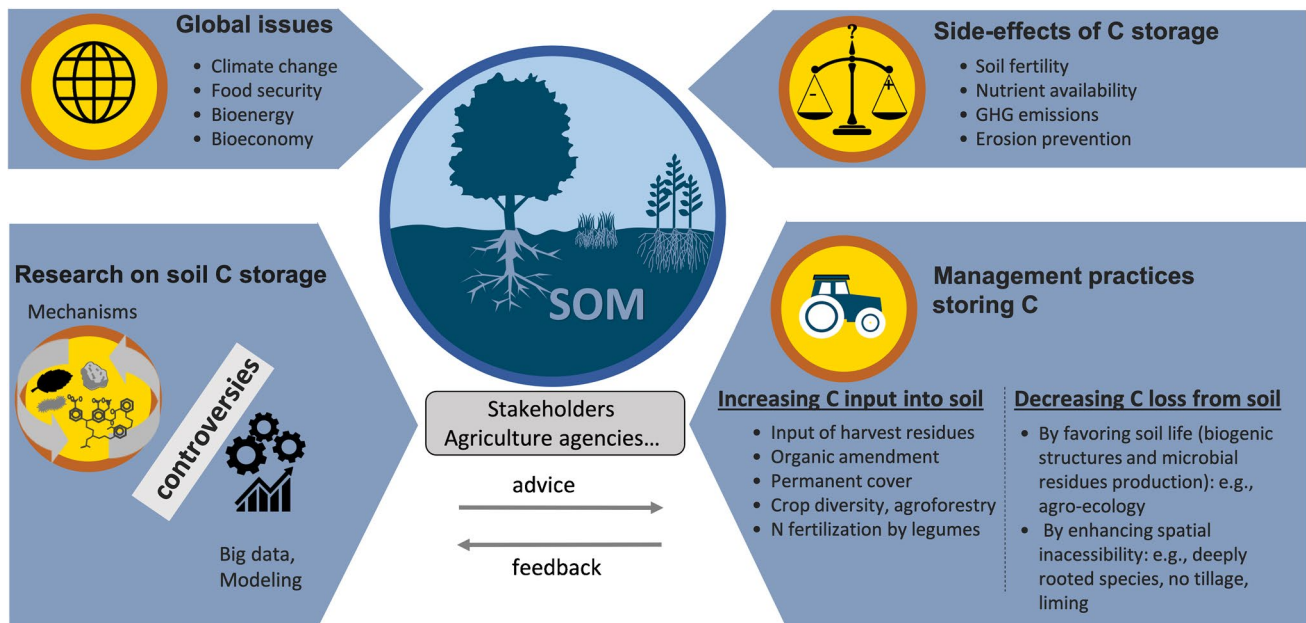 Global issues
• Climate change
• Food security
• Bioenergy
• Bioeconomy
?
-
+
Side-effects of C storage
• Soil fertility
• Nutrient availability
• GHG emissions
• Erosion prevention
SOM
Research on soil C storage
Mechanisms
controversies
Big data,
Modeling
Stakeholders
Agriculture agencies...
advice
feedback
Management practices
storing C
Increasing C input into soil
• Input of harvest residues
• Organic amendment
• Permanent cover
• Crop diversity, agroforestry
• N fertilization by legumes
Decreasing C loss from soil
• By favoring soil life (biogenic
structures and microbial
residues production): e.g.,
agro-ecology
• By enhancing spatial
inacessibility: e.g., deeply
rooted species, no tillage,
liming